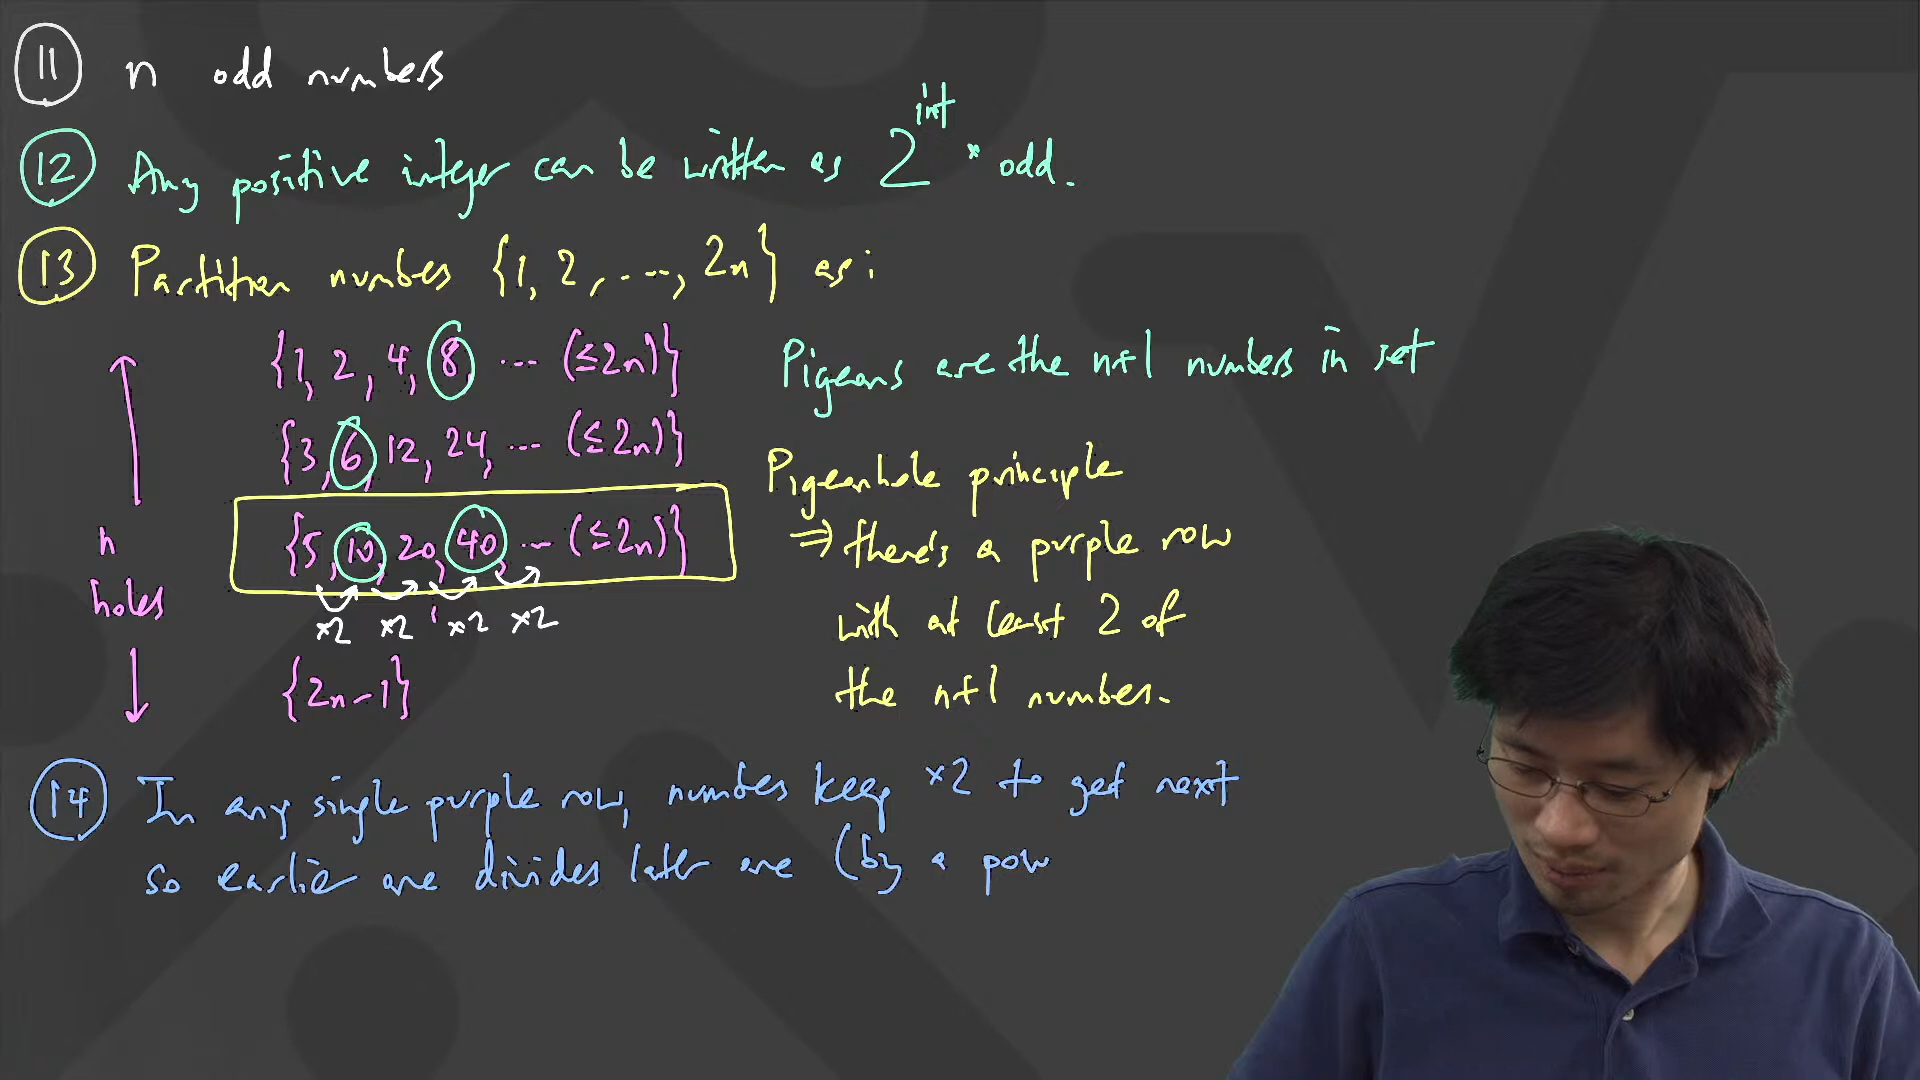 11 n odd numbers
12 Any positive integer can be written as 2^int * odd.
13 Partition numbers {1, 2, ..., 2n} as:
{1, 2, 4, 8, ... (≤2n)}
Pigeons are the n+1 numbers in set
{3, 6, 12, 24, ... (≤2n)}
Pigeonhole principle
{5, 10, 20, 40, ... (≤2n)}
⇒ there's a purple row
n
holes
×2 ×2 ×2 ×2
with at least 2 of
{2n-1}
the n+1 numbers.
14 In any single purple row, numbers keep ×2 to get next
so earlier one divides later one (by a pow